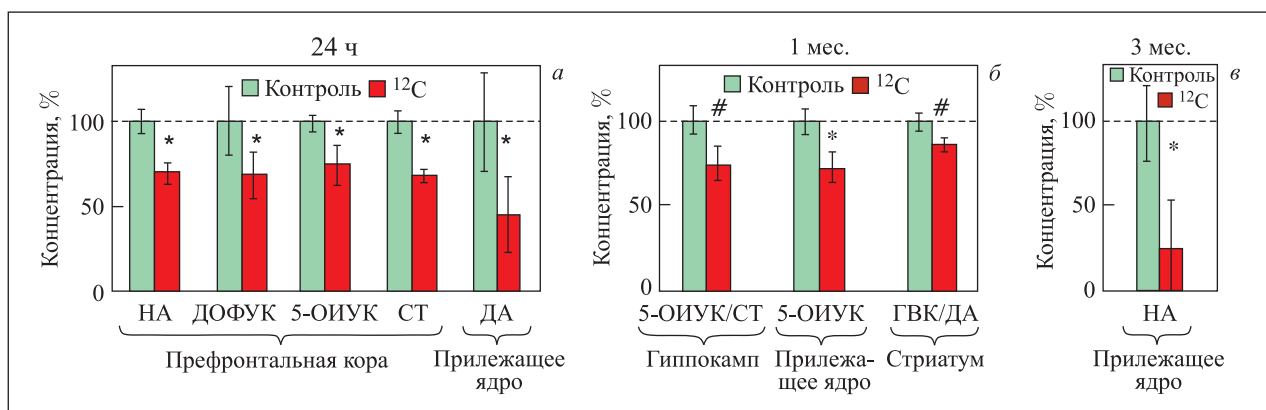 24 ч
а
Контроль ¹²C
Концентрация, %
100
50
0
* * * * *
НА ДОФУК 5-ОИУК СТ ДА
Префронтальная кора
Прилежащее
ядро
1 мес.
б
Контроль ¹²C
Концентрация, %
100
50
0
# * #
5-ОИУК/СТ 5-ОИУК ГВК/ДА
Гиппокамп
Прилежа-
щее ядро
Стриатум
3 мес.
в
Контроль
¹²C
Концентрация, %
100
50
0
*
НА
Прилежащее
ядро